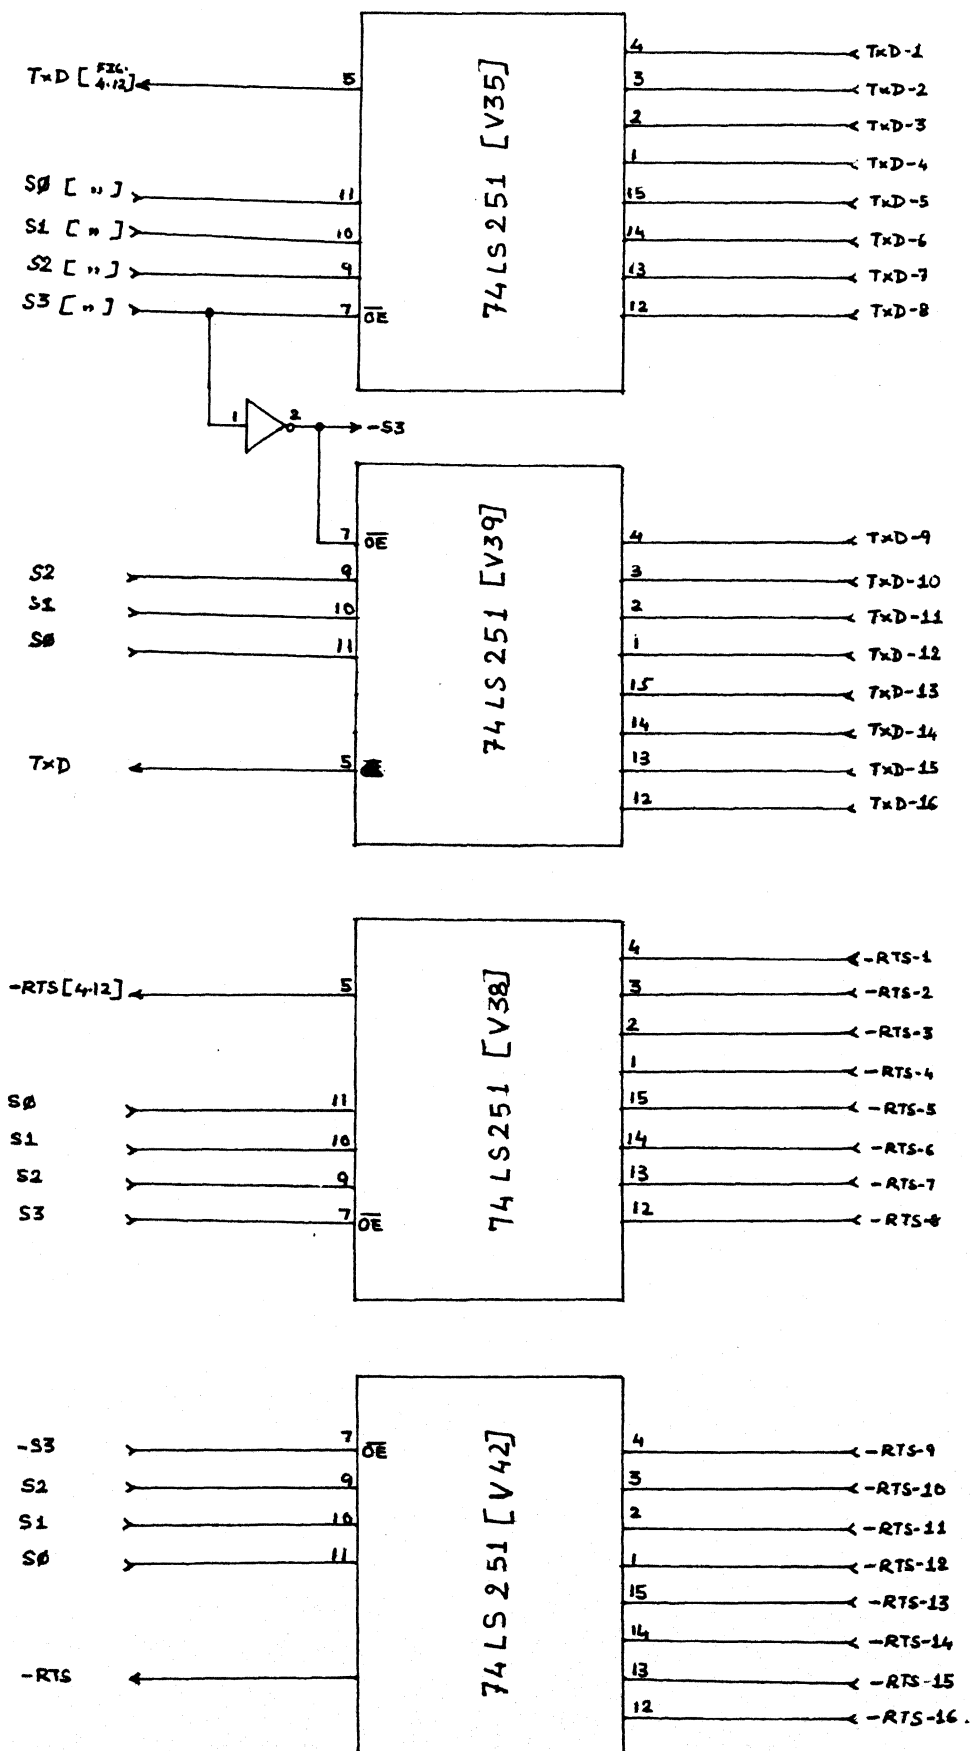 TxD [FIG. 4.12]
5
4
TxD-1
3
TxD-2
2
TxD-3
1
TxD-4
SØ [ " ]
11
15
TxD-5
S1 [ " ]
10
14
TxD-6
S2 [ " ]
9
13
TxD-7
S3 [ " ]
7
OE
12
TxD-8
74LS251 [V35]
1
2
-S3
7
OE
4
TxD-9
S2
9
3
TxD-10
S1
10
2
TxD-11
SØ
11
1
TxD-12
15
TxD-13
14
TxD-14
TxD
5
13
TxD-15
12
TxD-16
74LS251 [V39]
4
-RTS-1
-RTS[4.12]
5
3
-RTS-2
2
-RTS-3
1
-RTS-4
SØ
11
15
-RTS-5
S1
10
14
-RTS-6
S2
9
13
-RTS-7
S3
7
OE
12
-RTS-8
74LS251 [V38]
-S3
7
OE
4
-RTS-9
S2
9
3
-RTS-10
S1
10
2
-RTS-11
SØ
11
1
-RTS-12
15
-RTS-13
14
-RTS-14
-RTS
13
-RTS-15
12
-RTS-16.
74LS251 [V42]